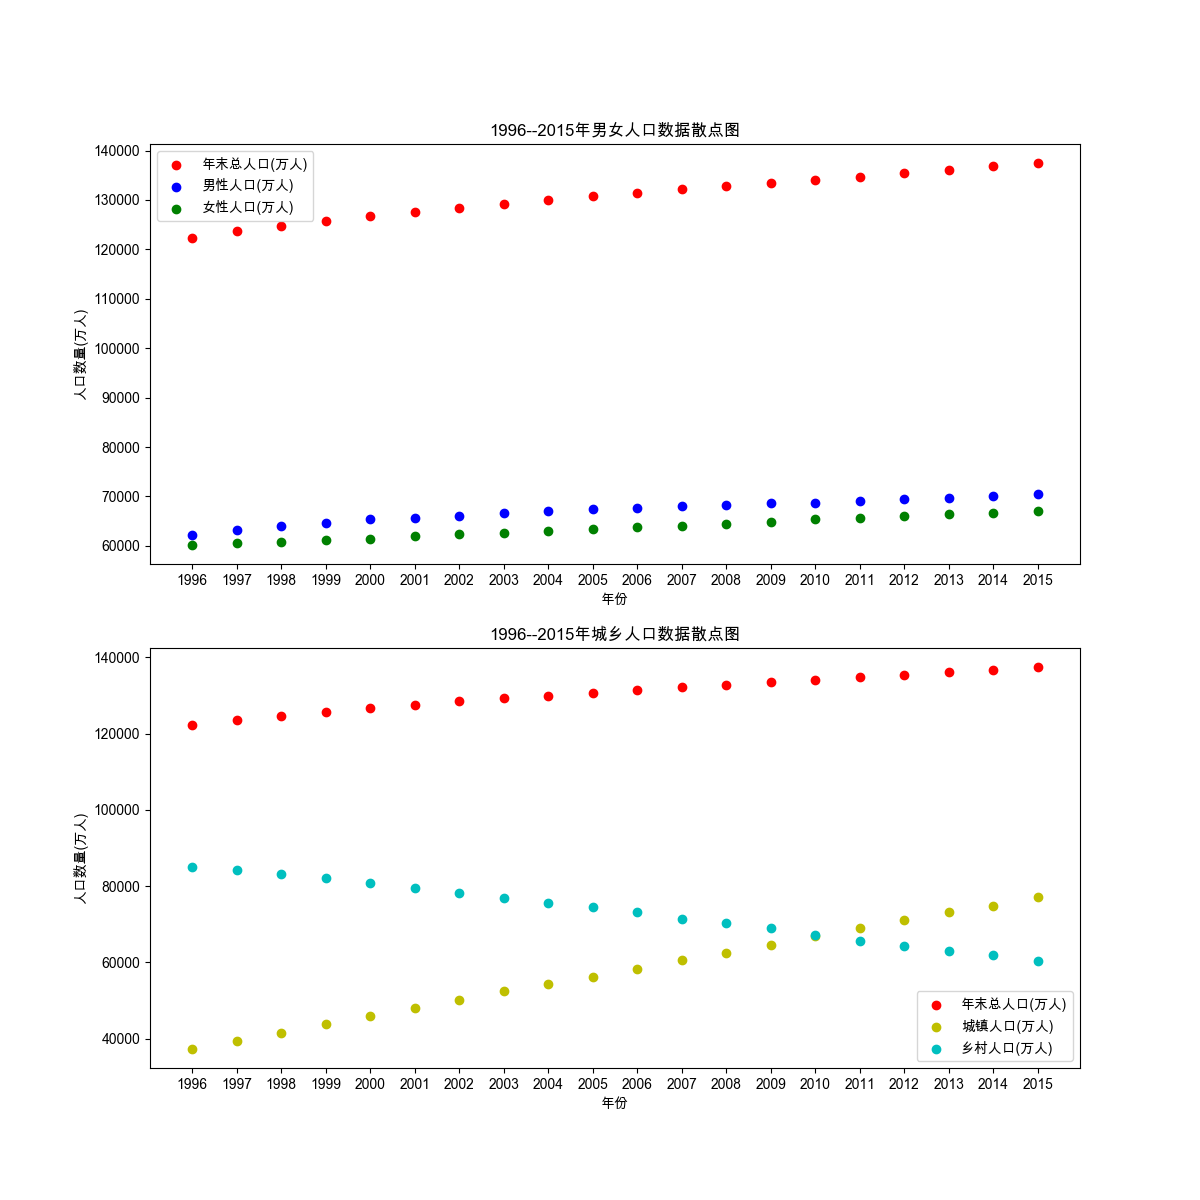 1996--2015年男女人口数据散点图
年末总人口(万人)
男性人口(万人)
女性人口(万人)
人口数量(万人)
140000
130000
120000
110000
100000
90000
80000
70000
60000
1996 1997 1998 1999 2000 2001 2002 2003 2004 2005 2006 2007 2008 2009 2010 2011 2012 2013 2014 2015
年份
1996--2015年城乡人口数据散点图
人口数量(万人)
140000
120000
100000
80000
60000
40000
年末总人口(万人)
城镇人口(万人)
乡村人口(万人)
1996 1997 1998 1999 2000 2001 2002 2003 2004 2005 2006 2007 2008 2009 2010 2011 2012 2013 2014 2015
年份